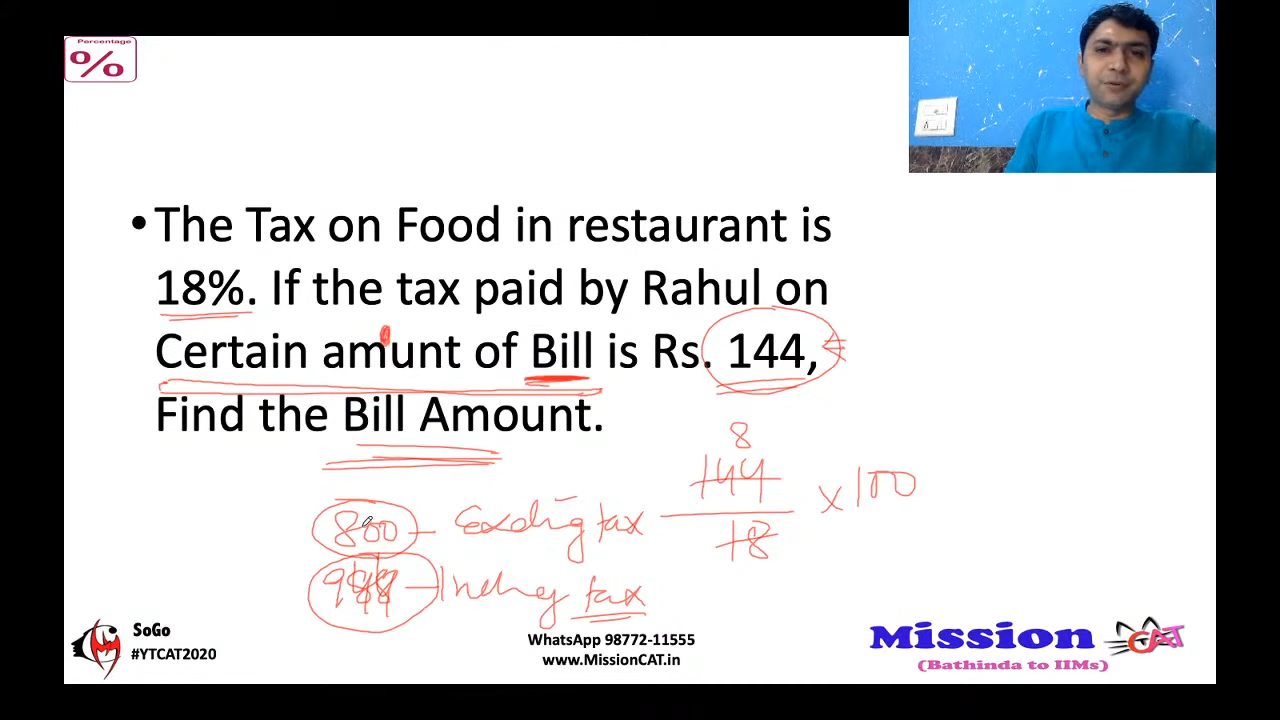 Percentage
%
• The Tax on Food in restaurant is
18%. If the tax paid by Rahul on
Certain amunt of Bill is Rs. 144,
Find the Bill Amount.
8
144
18
x 100
800 - Excluding tax
944 - Including tax
SoGo
#YTCAT2020
WhatsApp 98772-11555
www.MissionCAT.in
Mission CAT
(Bathinda to IIMs)